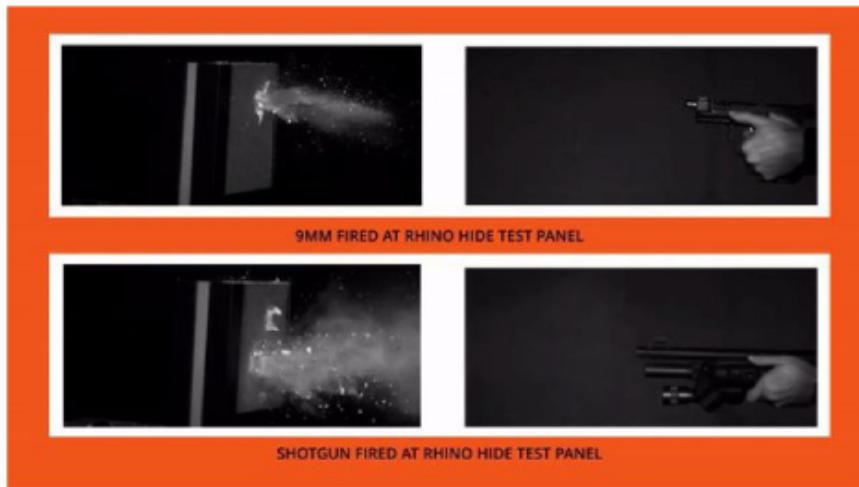 9MM FIRED AT RHINO HIDE TEST PANEL
SHOTGUN FIRED AT RHINO HIDE TEST PANEL